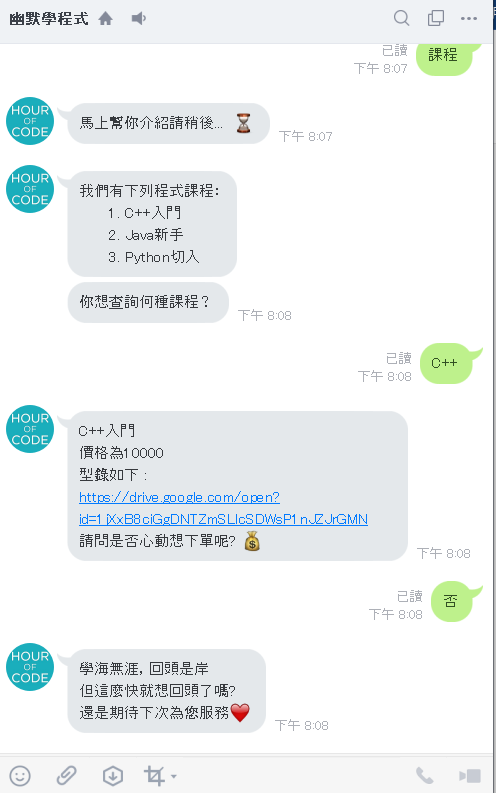 幽默學程式
已讀
下午 8:07
課程
HOUR
OF
CODE
馬上幫你介紹請稍後...
下午 8:07
HOUR
OF
CODE
我們有下列程式課程:
1. C++入門
2. Java新手
3. Python切入
你想查詢何種課程？
下午 8:08
已讀
下午 8:08
C++
HOUR
OF
CODE
C++入門
價格為10000
型錄如下：
https://drive.google.com/open?
id=1jXxB8ciGgDNTZmSLIcSDWsP1nJZJrGMN
請問是否心動想下單呢?
下午 8:08
已讀
下午 8:08
否
HOUR
OF
CODE
學海無涯, 回頭是岸
但這麼快就想回頭了嗎?
還是期待下次為您服務
下午 8:08